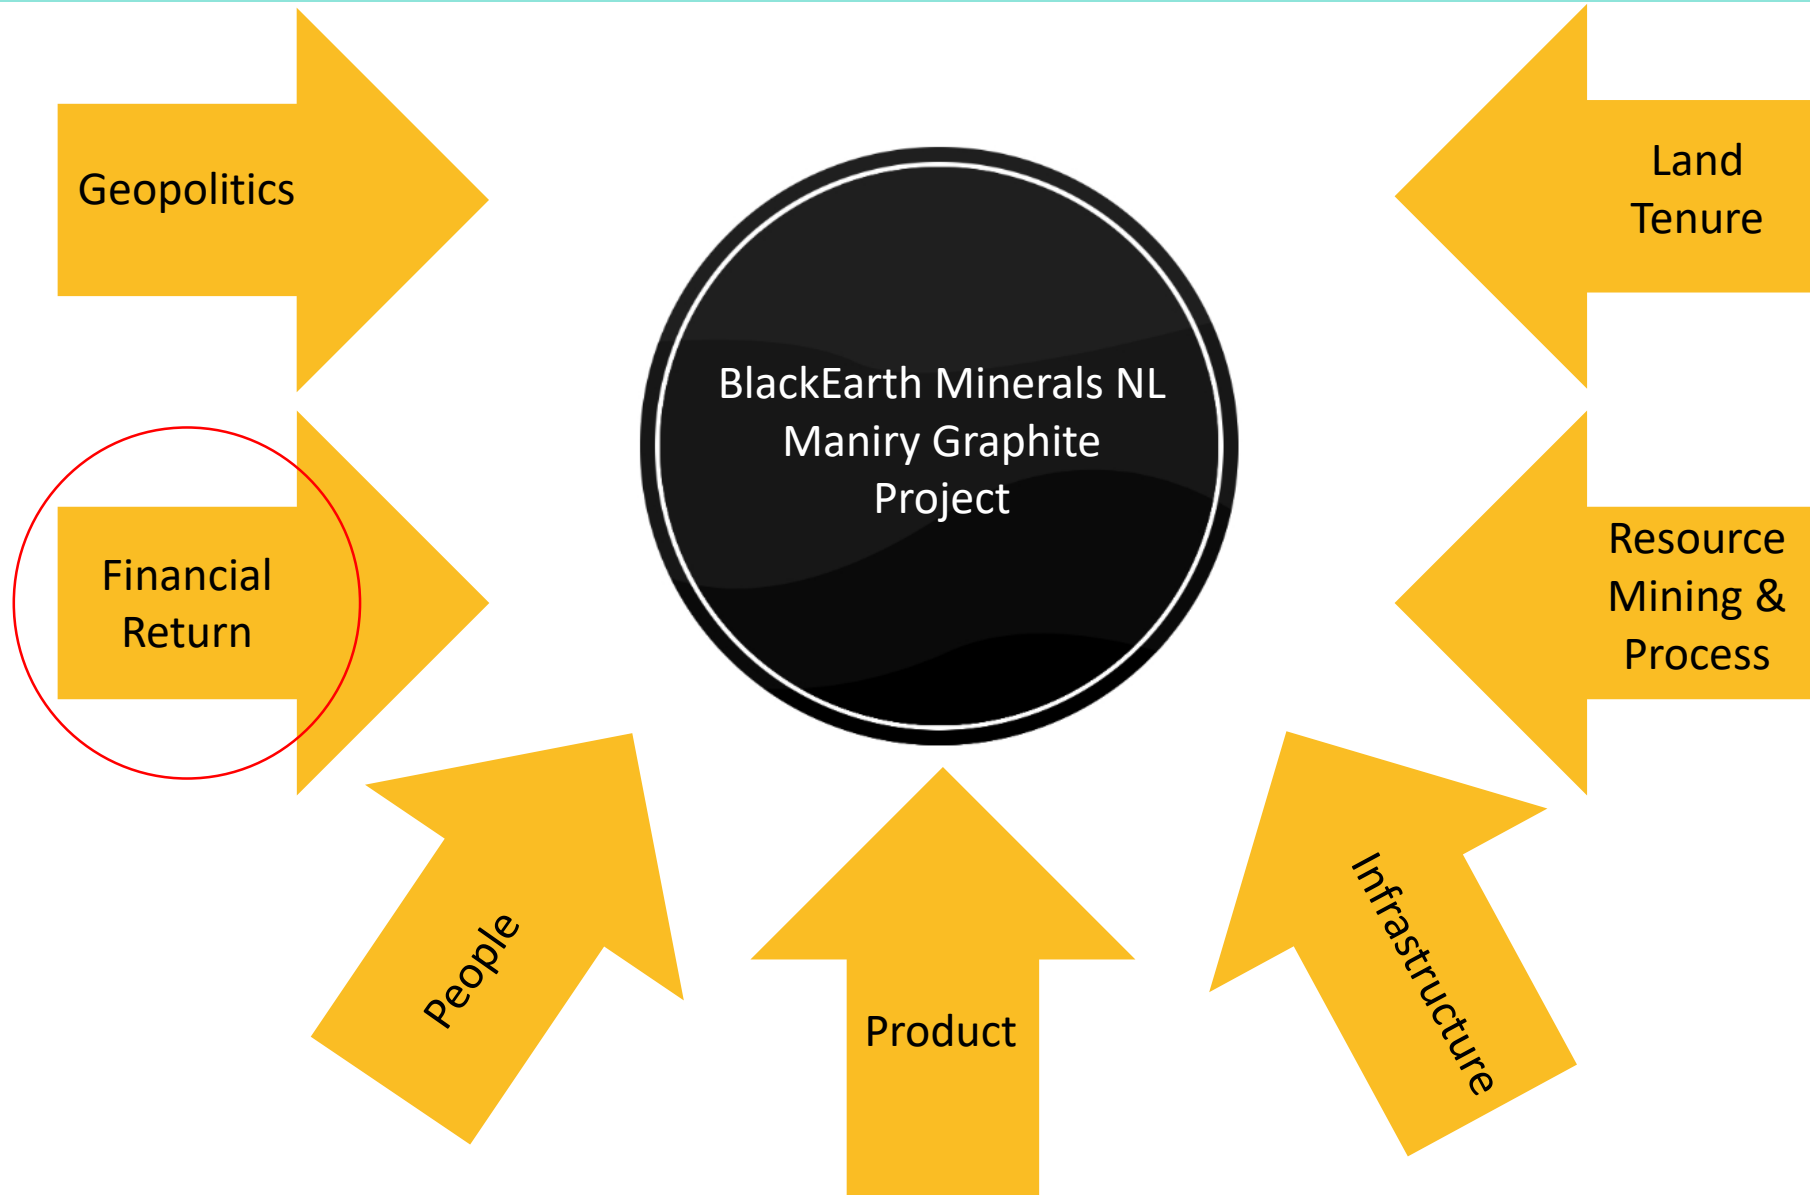 Geopolitics
Land
Tenure
BlackEarth Minerals NL
Maniry Graphite
Project
Financial
Return
Resource
Mining &
Process
People
Product
Infrastructure